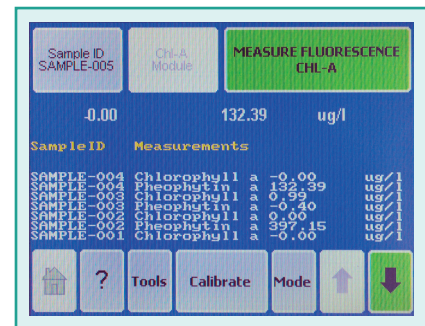 Sample ID
SAMPLE-005
Chl-A
Module
MEASURE FLUORESCENCE
CHL-A
-0.00 132.39 ug/l
Sample ID Measurements
SAMPLE-004 Chlorophyll a -0.00 ug/l
SAMPLE-004 Pheophytin a 132.39 ug/l
SAMPLE-003 Chlorophyll a 0.99 ug/l
SAMPLE-003 Pheophytin a -0.40 ug/l
SAMPLE-002 Chlorophyll a 0.00 ug/l
SAMPLE-002 Pheophytin a 397.15 ug/l
SAMPLE-001 Chlorophyll a -0.00 ug/l
? Tools Calibrate Mode